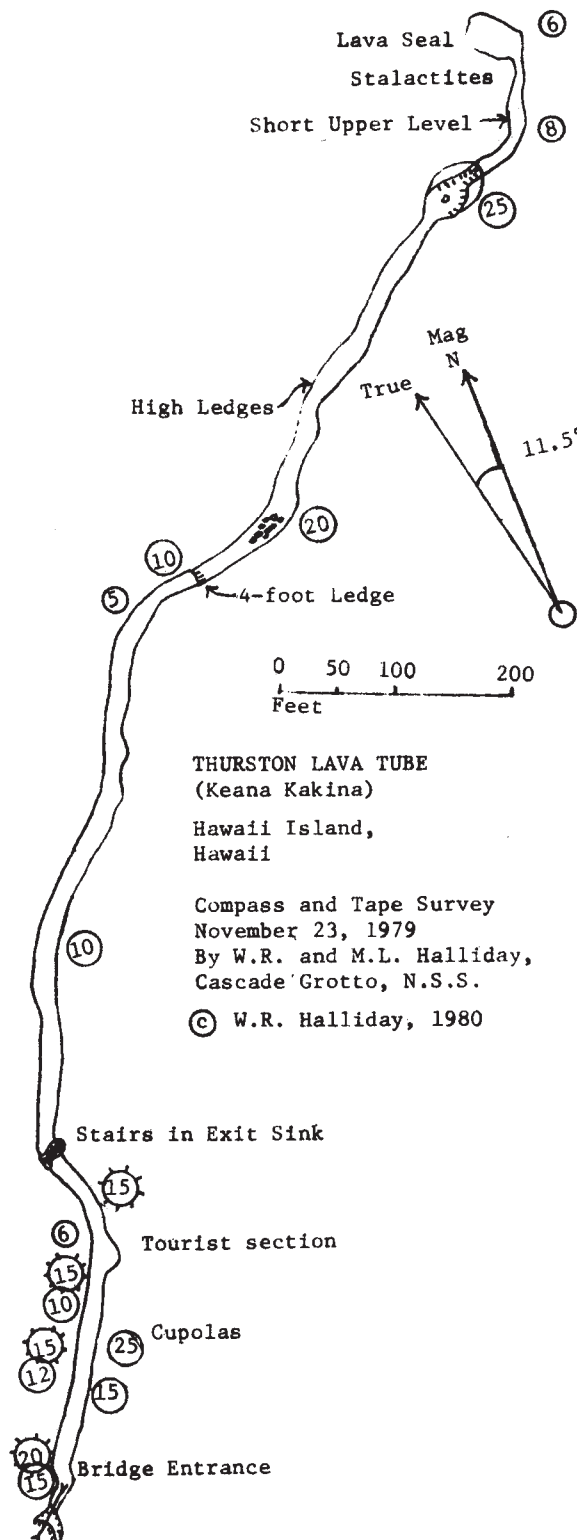 6
Lava Seal
Stalactites
Short Upper Level
8
25
Mag
N
True
11.5°
High Ledges
20
10
4-foot Ledge
5
0 50 100 200
Feet
THURSTON LAVA TUBE
(Keana Kakina)
Hawaii Island,
Hawaii
Compass and Tape Survey
November 23, 1979
By W.R. and M.L. Halliday,
Cascade Grotto, N.S.S.
© W.R. Halliday, 1980
10
Stairs in Exit Sink
15
6
Tourist section
15
10
Cupolas
15
25
12
15
20
Bridge Entrance
15